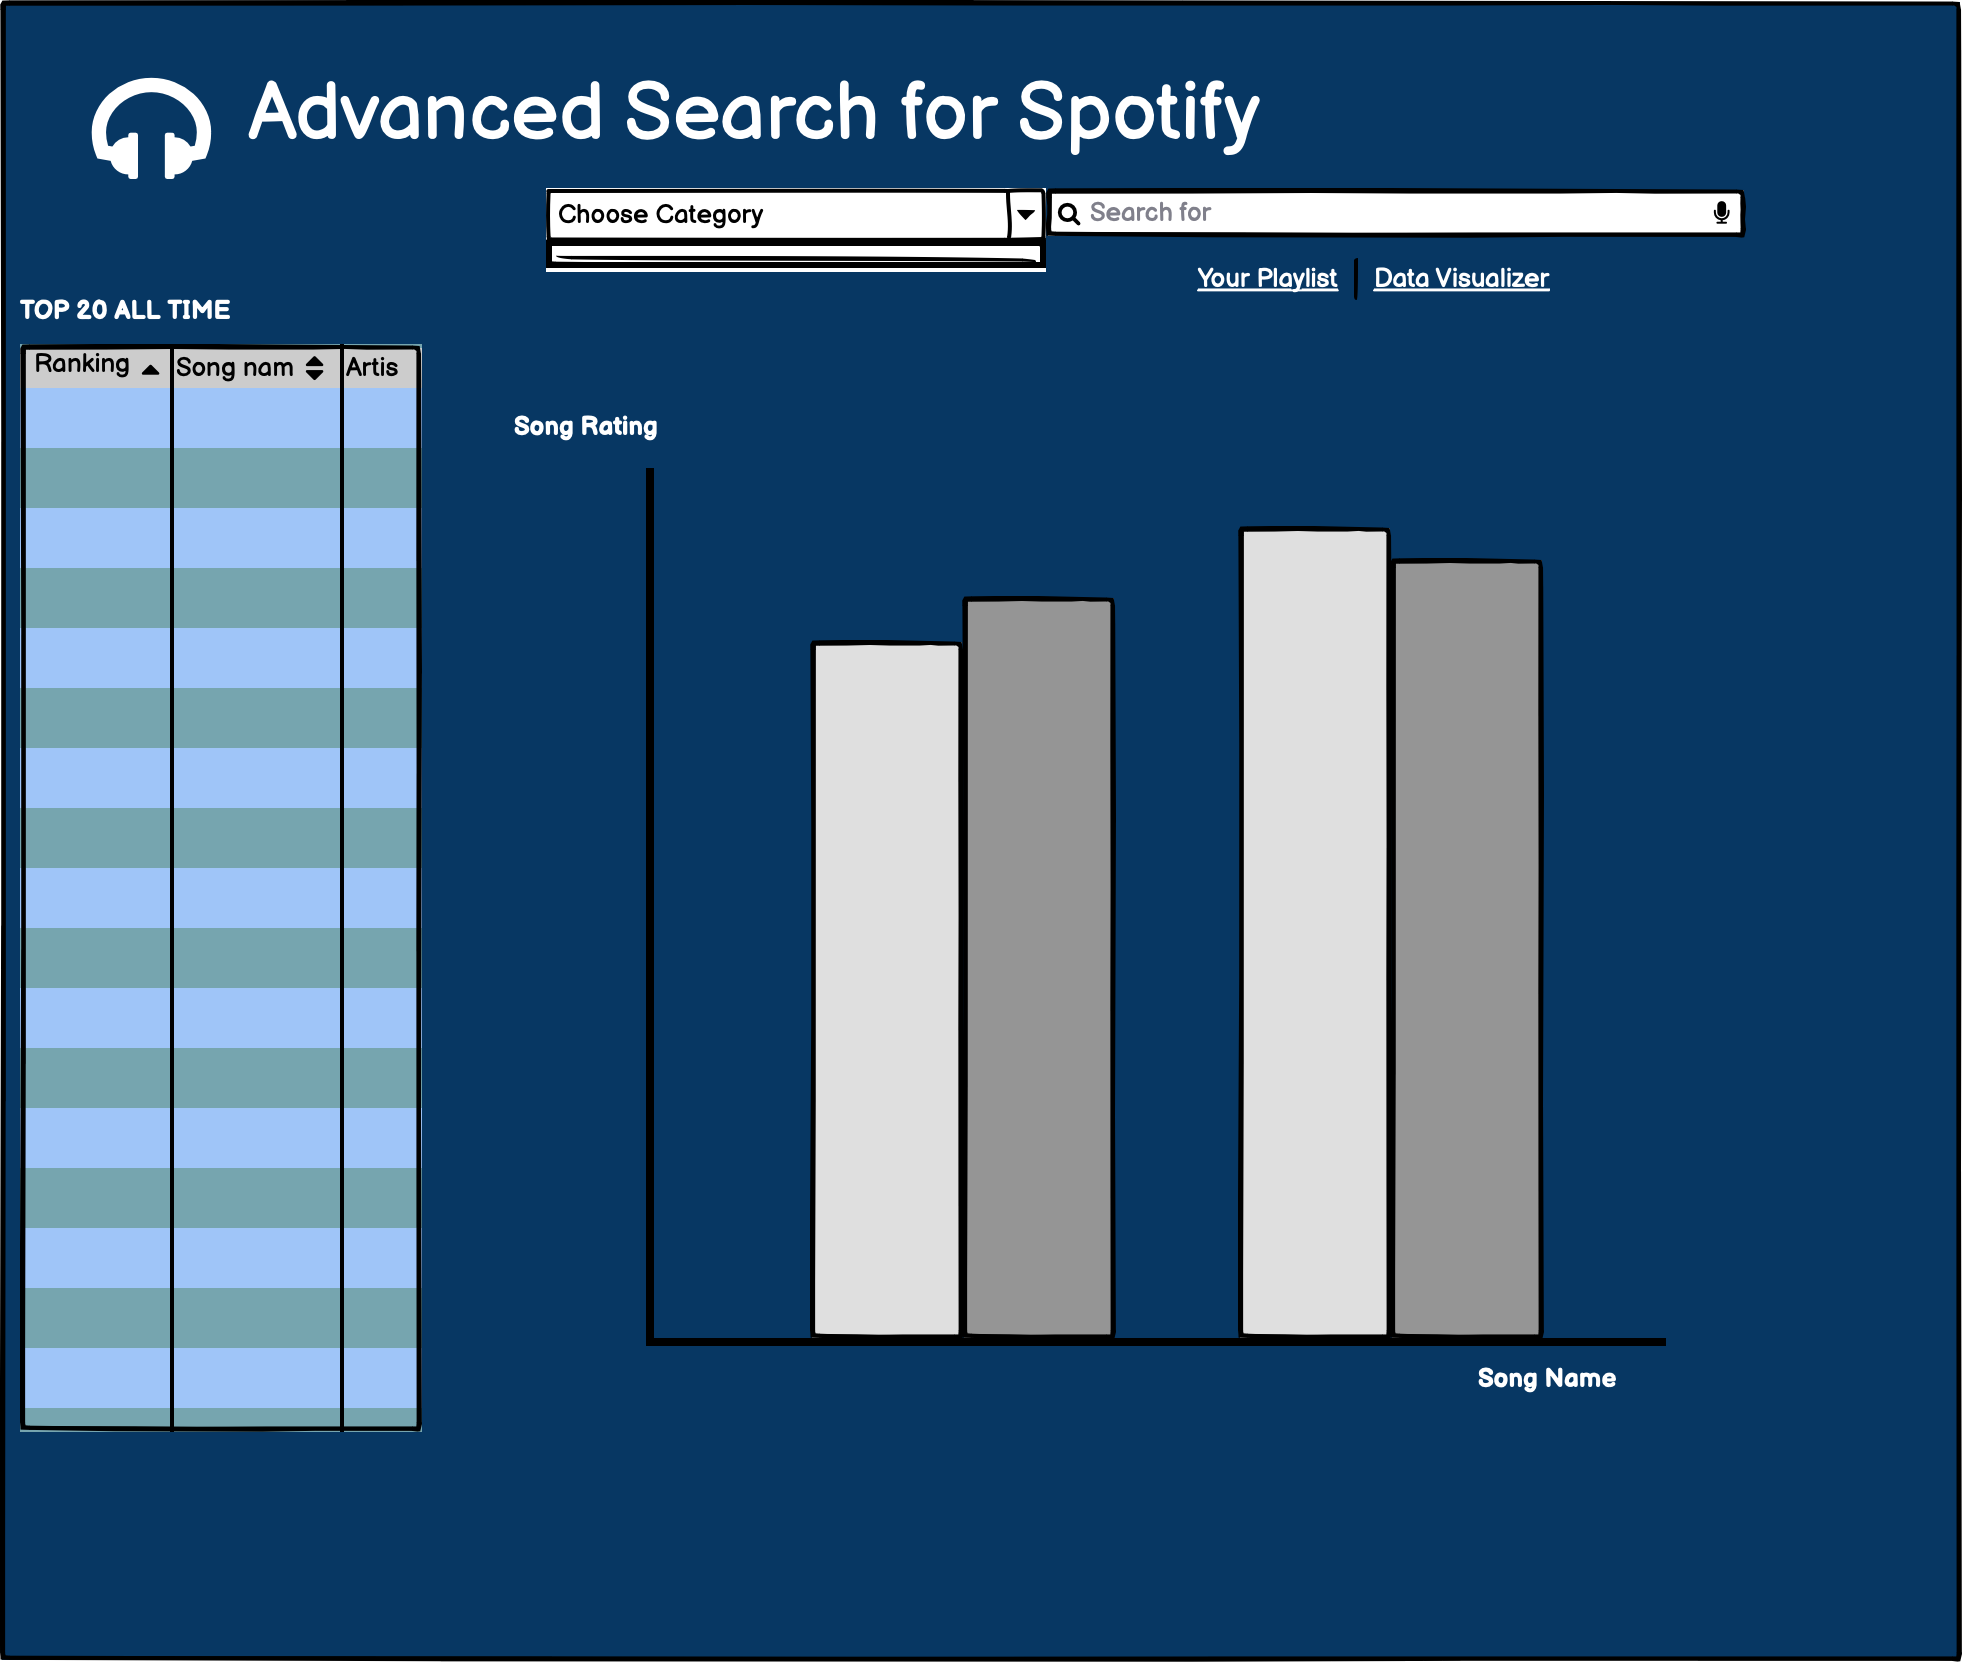 Advanced Search for Spotify
Choose Category
Search for
Your Playlist
Data Visualizer
TOP 20 ALL TIME
Ranking
Song nam
Artis
Song Rating
Song Name